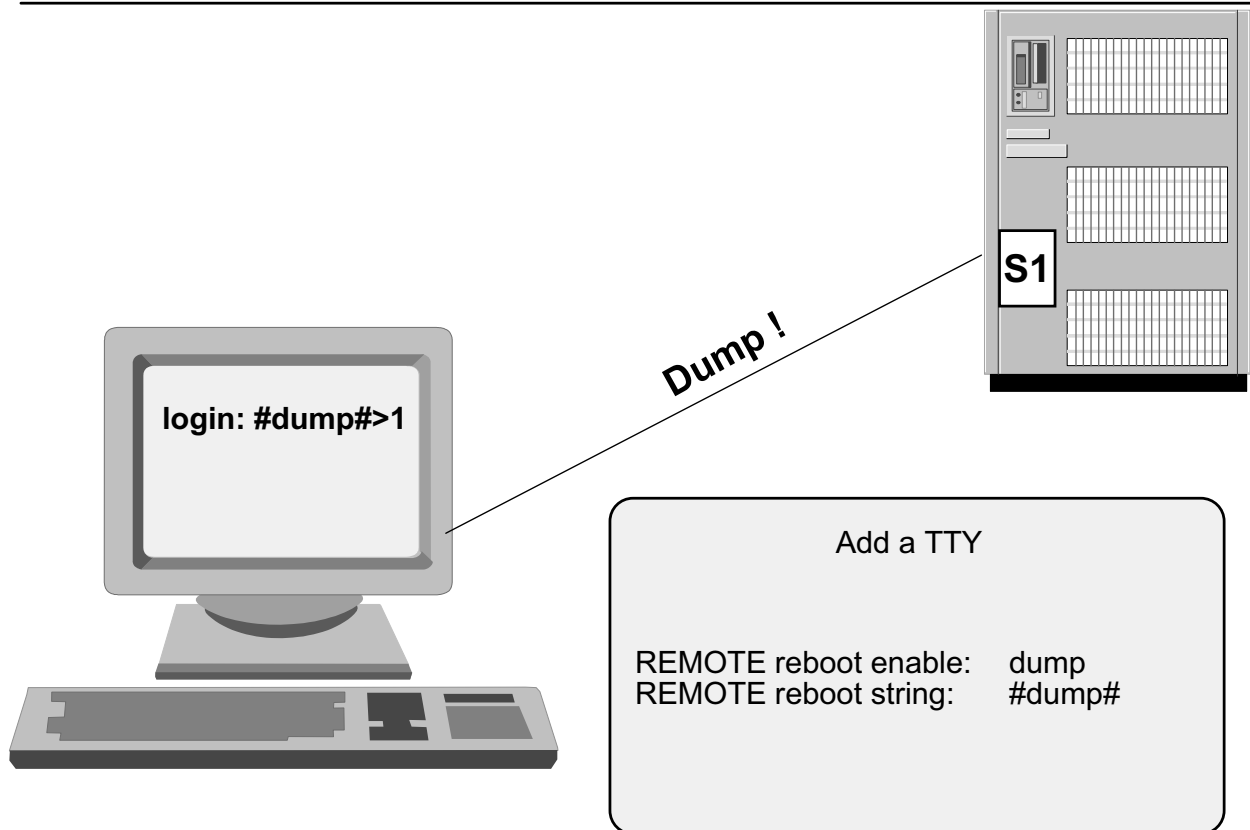 S1
Dump !
login: #dump#>1
Add a TTY
REMOTE reboot enable: dump
REMOTE reboot string: #dump#